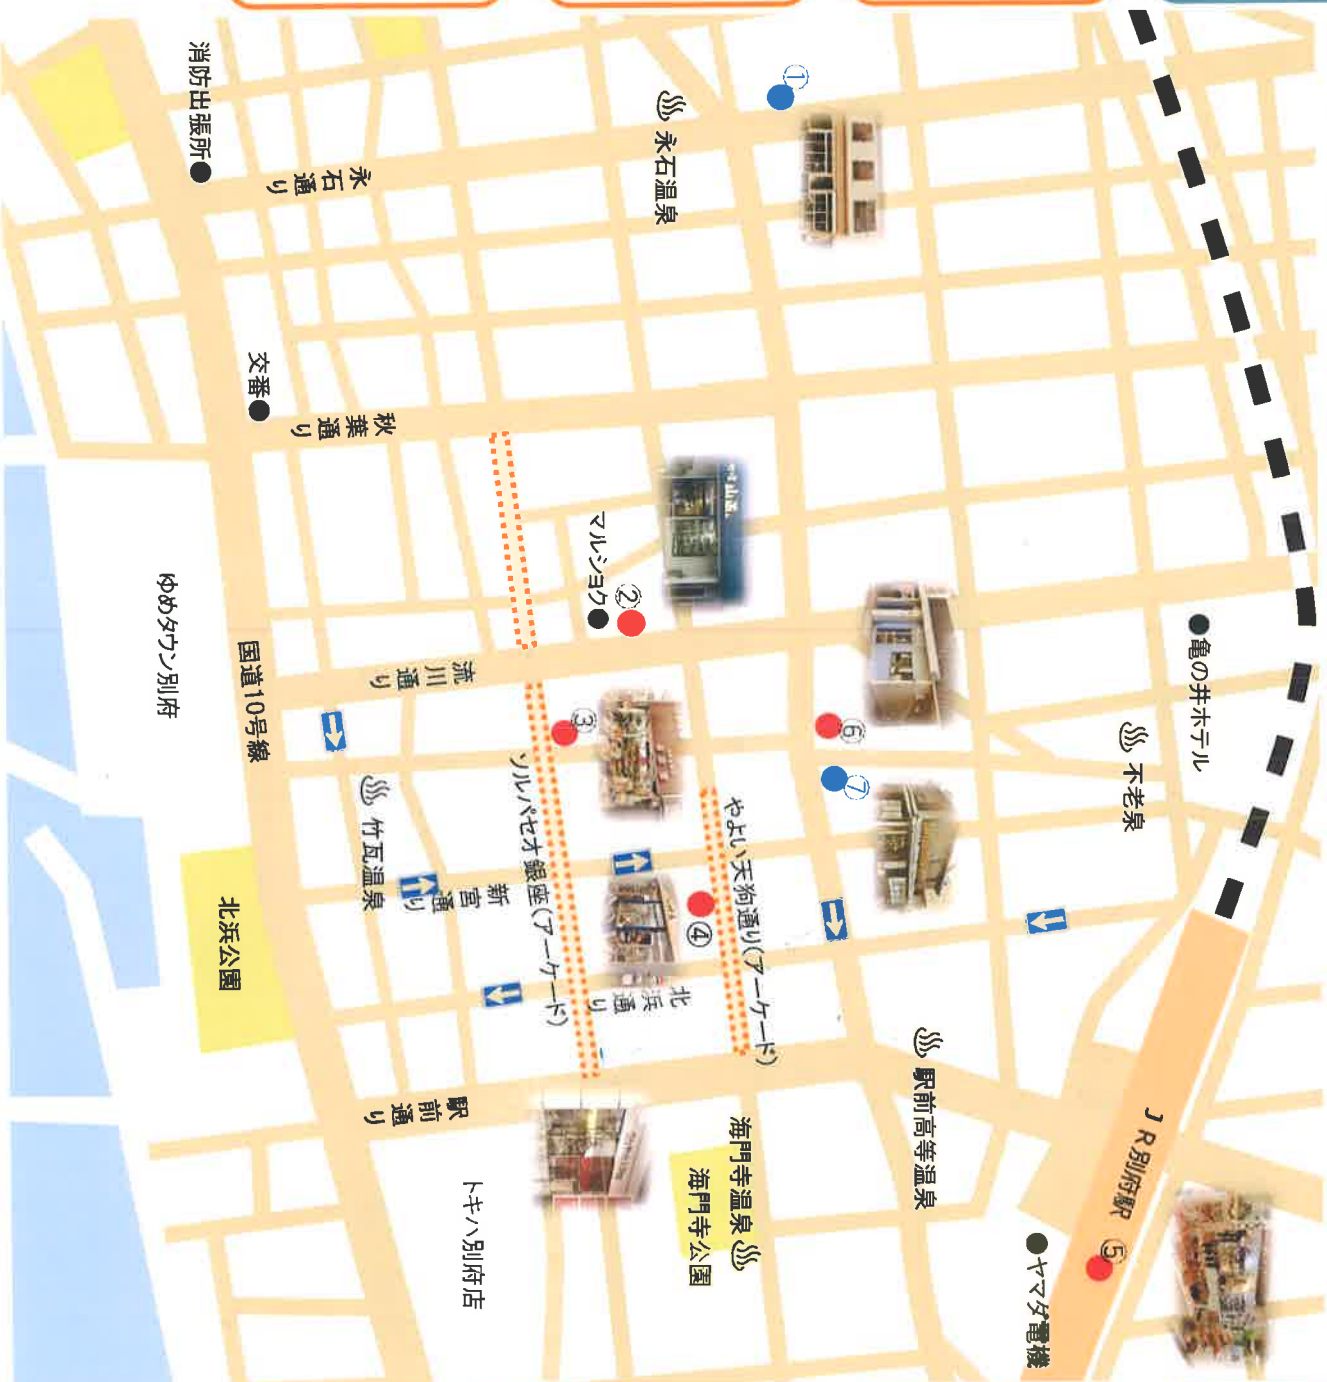 ①
永石温泉
消防出張所
永石通り
交番
秋葉通り
マルショク
②
ゆめタウン別府
国道10号線
流川通り
③
⑥
⑦
亀の井ホテル
不老泉
竹瓦温泉
新宮通り
ソルパセオ銀座(アーケード)
やよい天狗通り(アーケード)
④
北浜公園
北浜通り
駅前通り
駅前高等温泉
JR別府駅
⑤
海門寺温泉
海門寺公園
トキハ別府店
ヤマダ電機